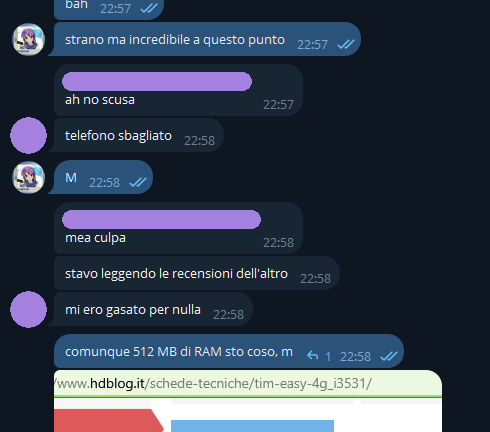 bah 22:57
strano ma incredibile a questo punto 22:57
ah no scusa 22:57
telefono sbagliato 22:58
M 22:58
mea culpa 22:58
stavo leggendo le recensioni dell'altro 22:58
mi ero gasato per nulla 22:58
comunque 512 MB di RAM sto coso, m 1 22:58
/www.hdblog.it/schede-tecniche/tim-easy-4g_i3531/